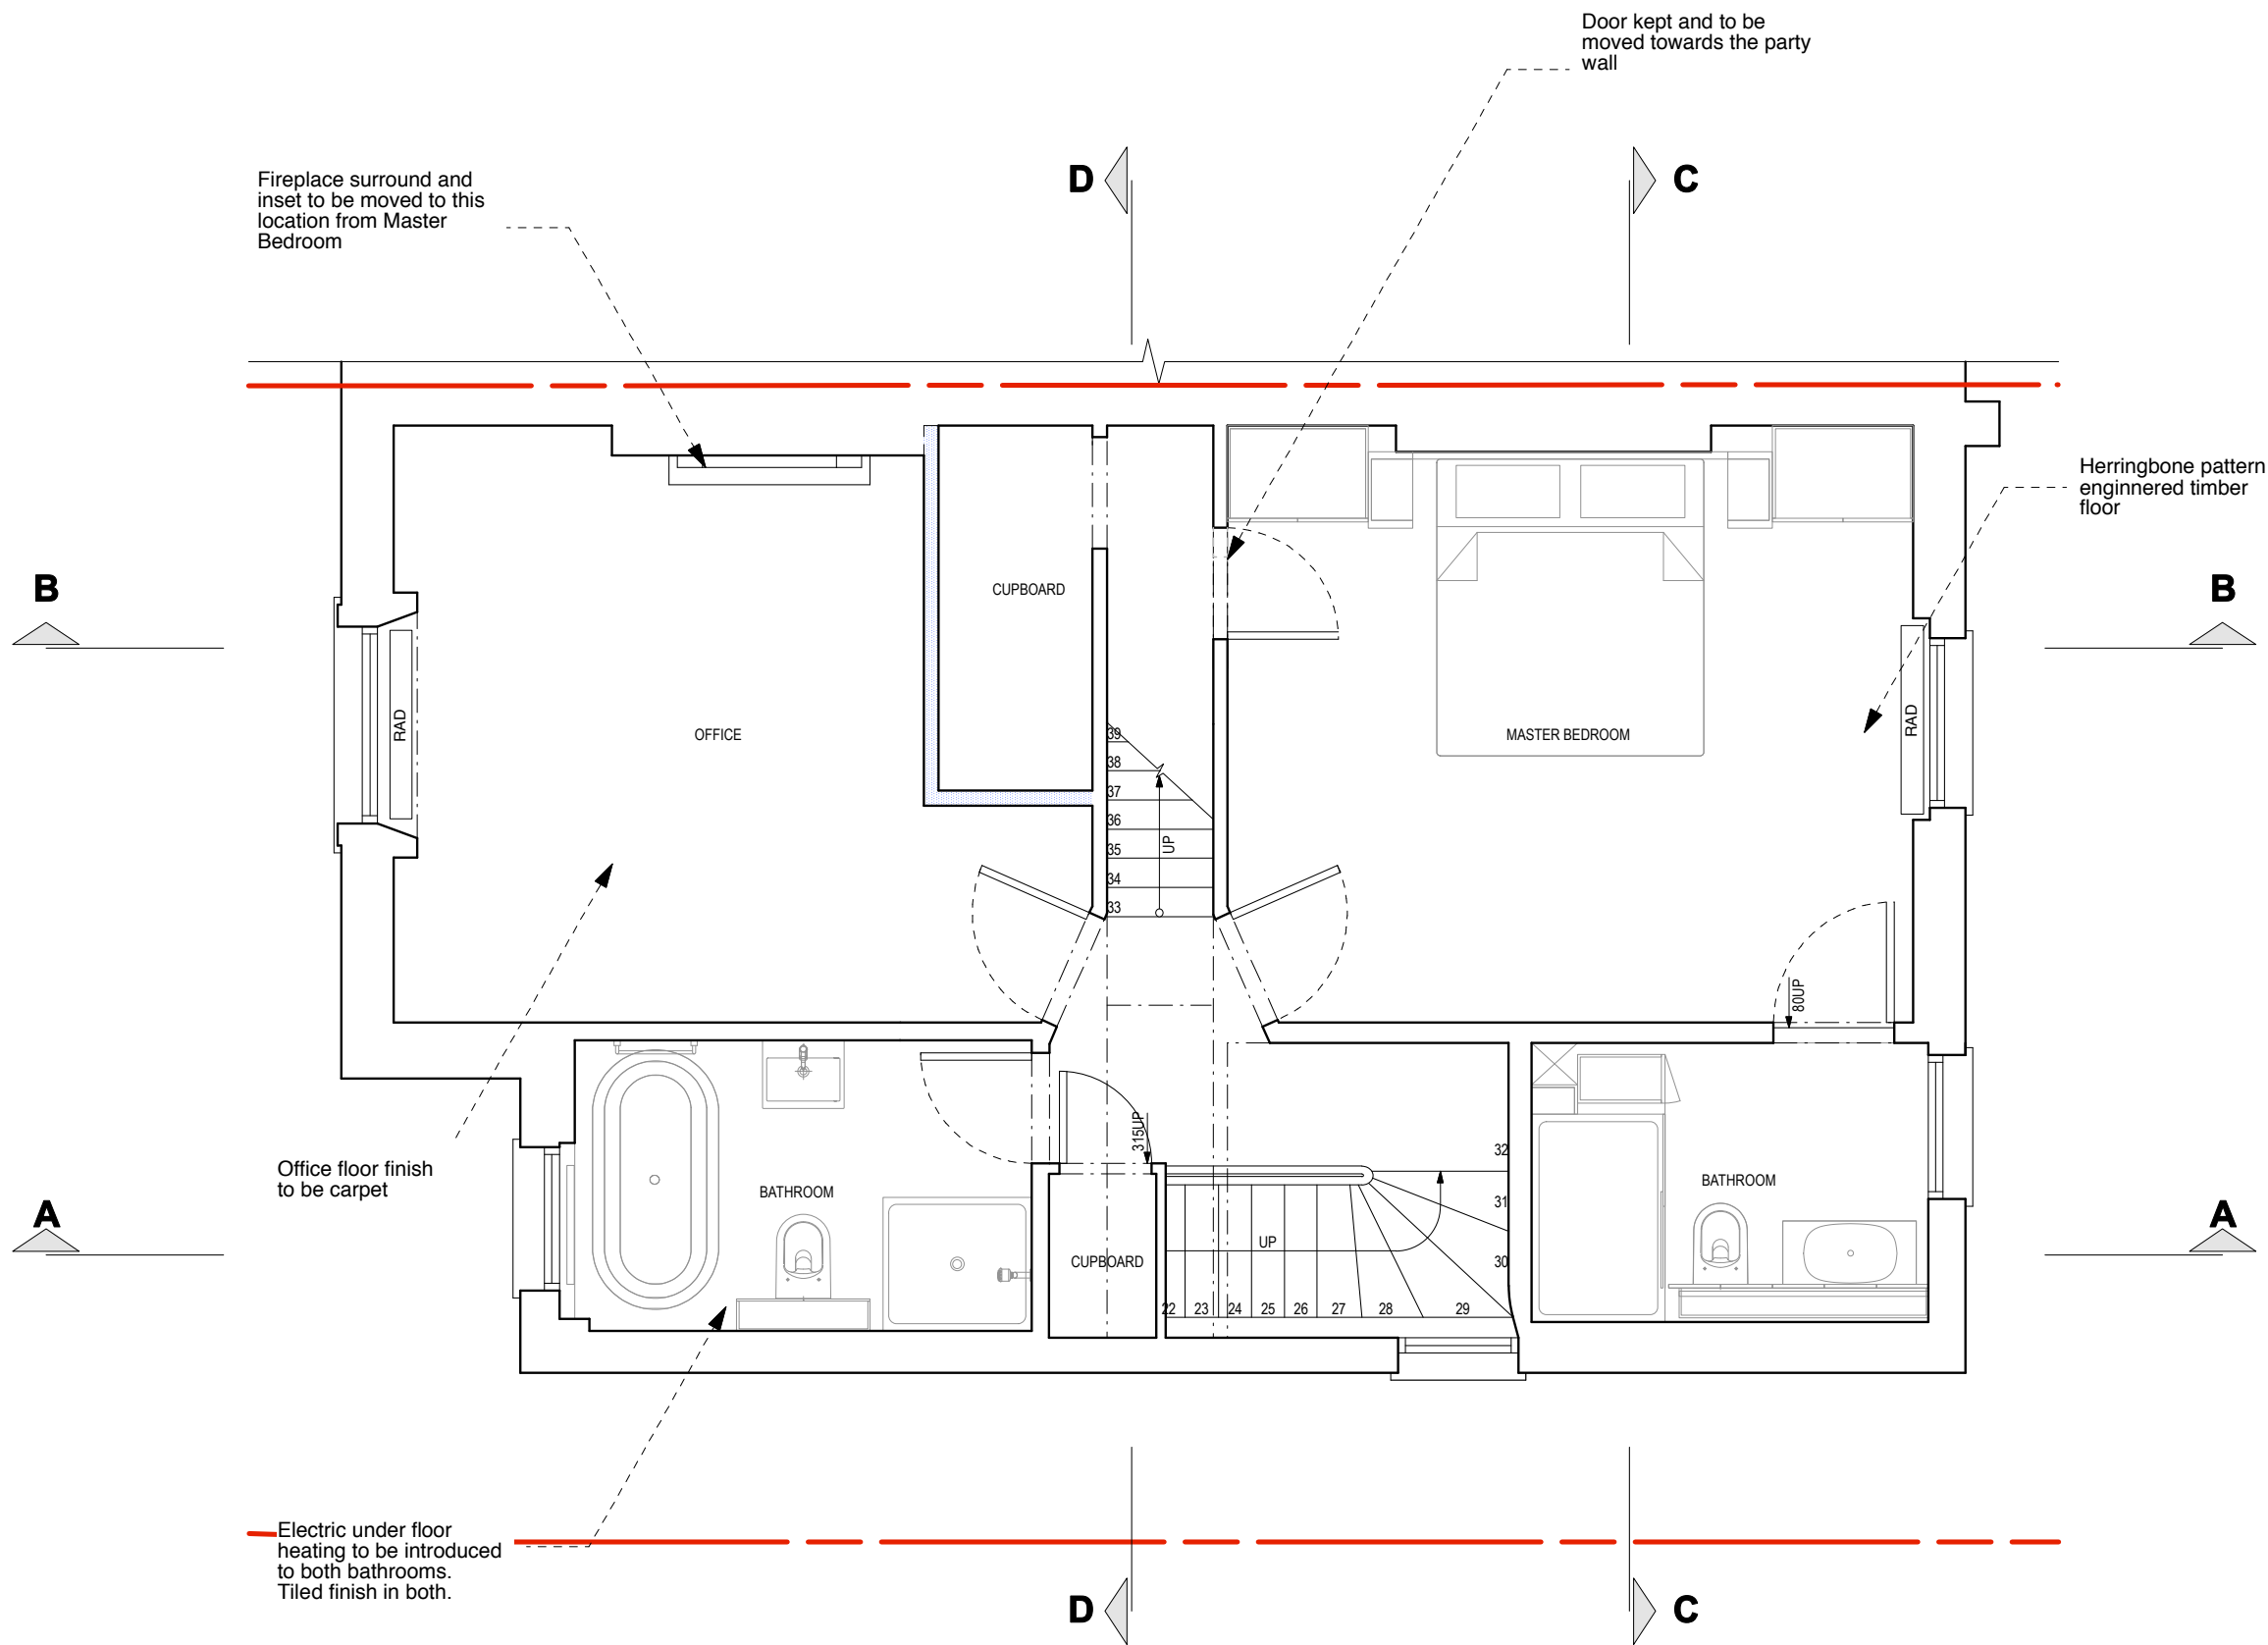 Door kept and to be
moved towards the party
wall
D
C
Fireplace surround and
inset to be moved to this
location from Master
Bedroom
Herringbone pattern
enginnered timber
floor
B
B
CUPBOARD
RAD
OFFICE
MASTER BEDROOM
RAD
39
38
37
36
35
34
33
UP
80UP
315UP
32
31
30
Office floor finish
to be carpet
BATHROOM
BATHROOM
A
A
UP
CUPBOARD
22 23 24 25 26 27 28 29
Electric under floor
heating to be introduced
to both bathrooms.
Tiled finish in both.
D
C